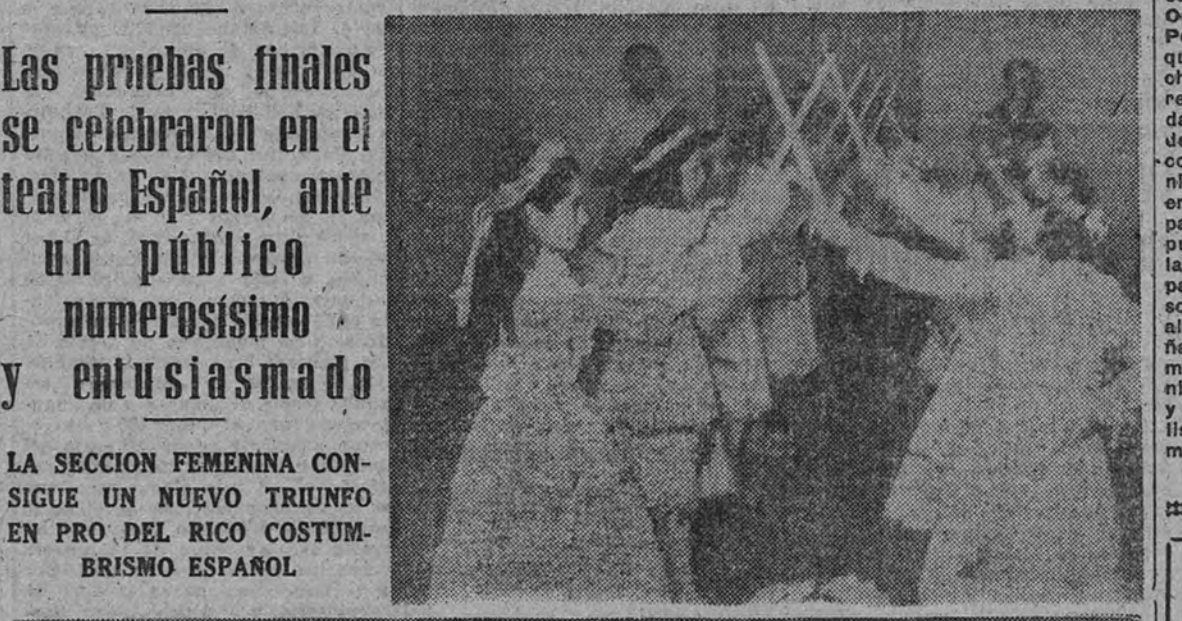 Las pruebas finales
se celebraron en el
teatro Español, ante
un público
numerosísimo
y entusiasmado
LA SECCION FEMENINA CON-
SIGUE UN NUEVO TRIUNFO
EN PRO DEL RICO COSTUM-
BRISMO ESPAÑOL